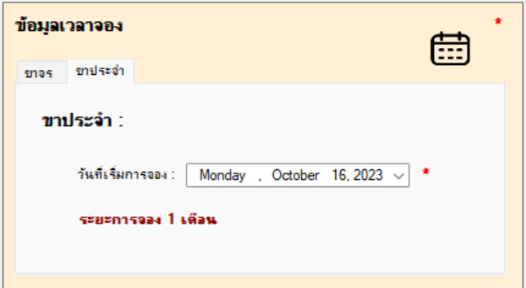 ข้อมูลเวลาจอง *
ขาจร ขาประจำ
ขาประจำ :
วันที่เริ่มการจอง : Monday , October 16, 2023 *
ระยะการจอง 1 เดือน